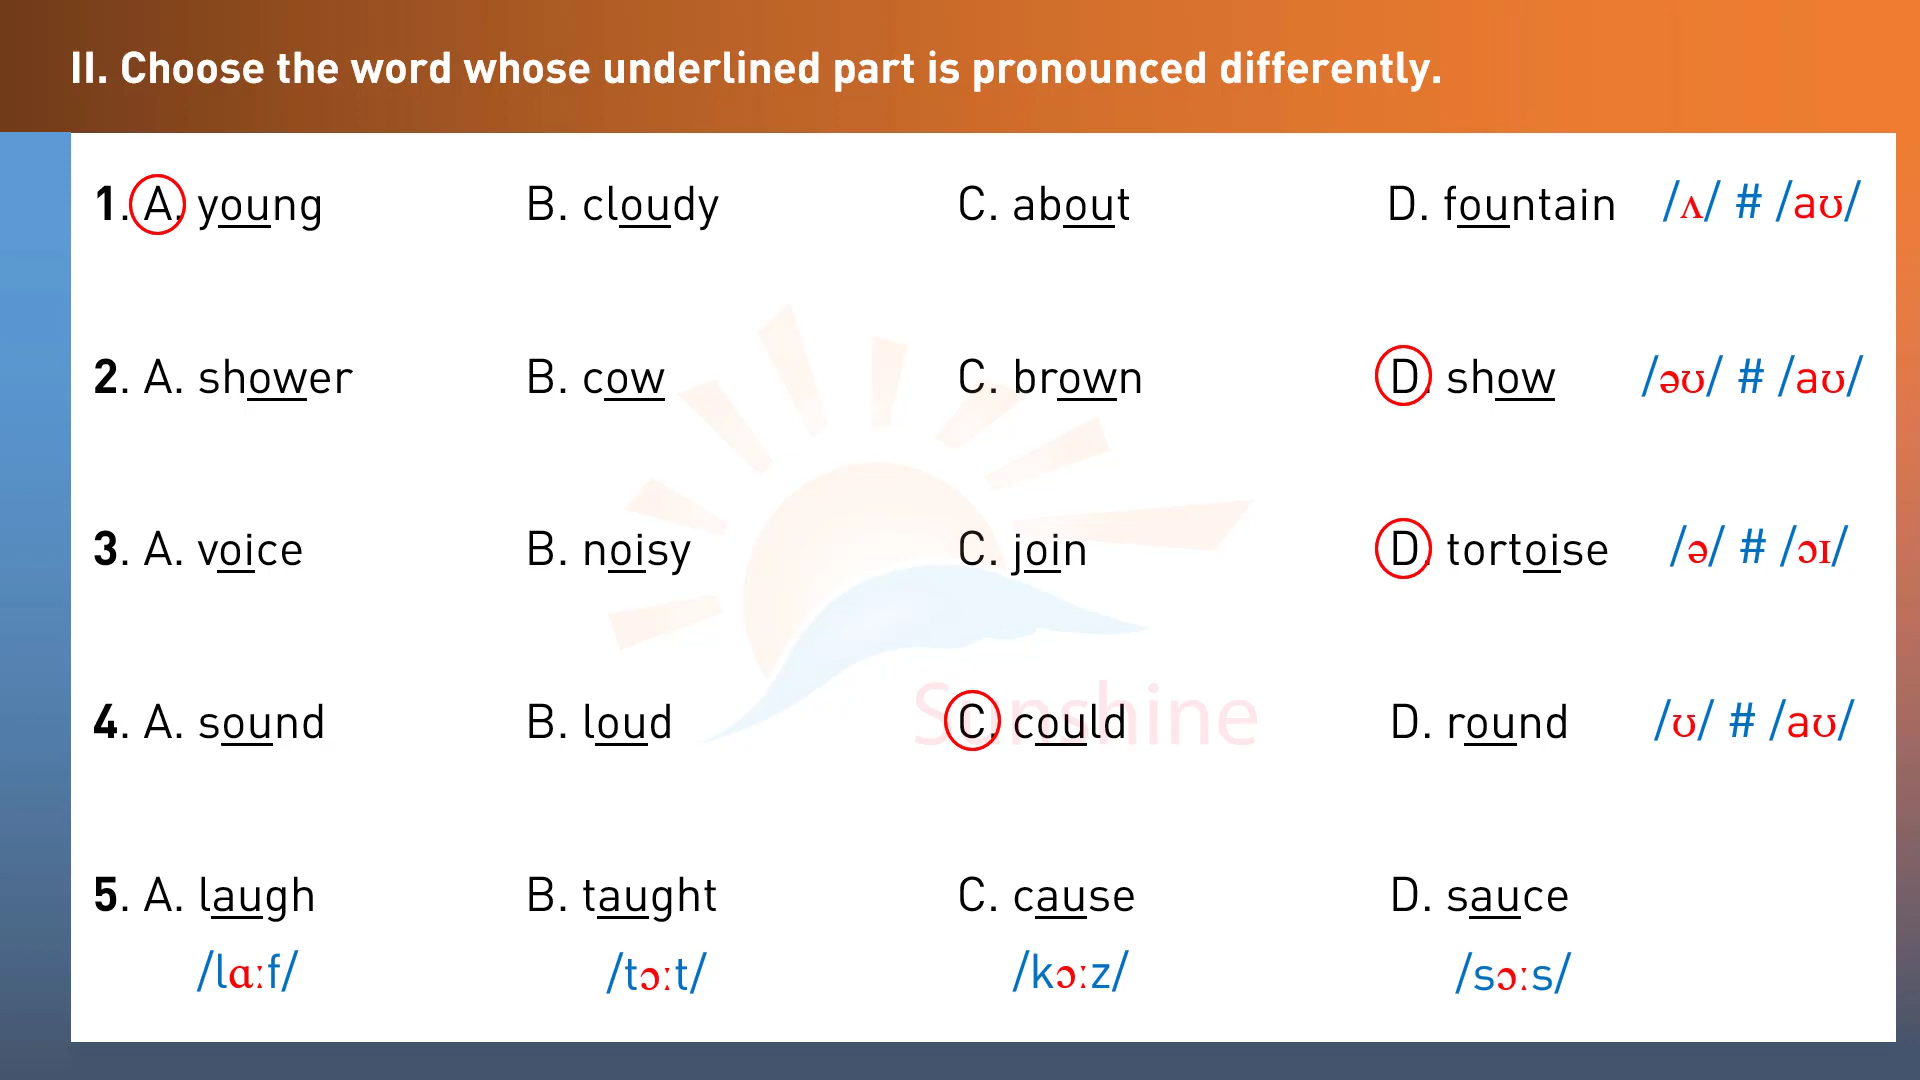 II. Choose the word whose underlined part is pronounced differently.
1. A. young B. cloudy C. about D. fountain /ʌ/ # /aʊ/
2. A. shower B. cow C. brown D. show /əʊ/ # /aʊ/
3. A. voice B. noisy C. join D. tortoise /ə/ # /ɔɪ/
Sunshine
4. A. sound B. loud C. could D. round /ʊ/ # /aʊ/
5. A. laugh B. taught C. cause D. sauce
/lɑːf/ /tɔːt/ /kɔːz/ /sɔːs/